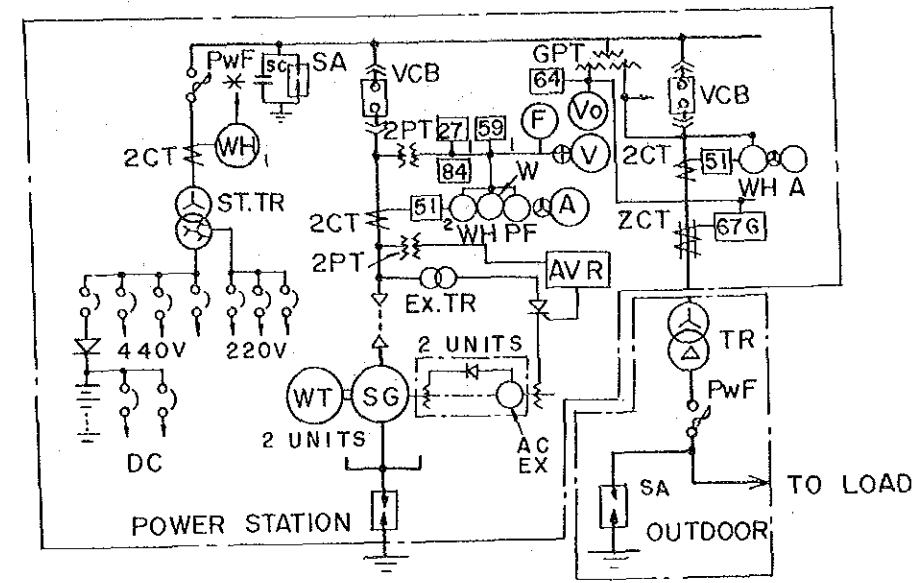 PwF
SC
SA
VCB
GPT
64
Vo
VCB
2PT
27
59
F
V
84
W
2CT
WH
51
WH A
2CT
51
A
2
WH PF
ZCT
67G
ST.TR
2PT
AVR
Ex.TR
440V
220V
2 UNITS
TR
WT
SG
PwF
2 UNITS
AC
EX
DC
SA
TO LOAD
POWER STATION
OUTDOOR